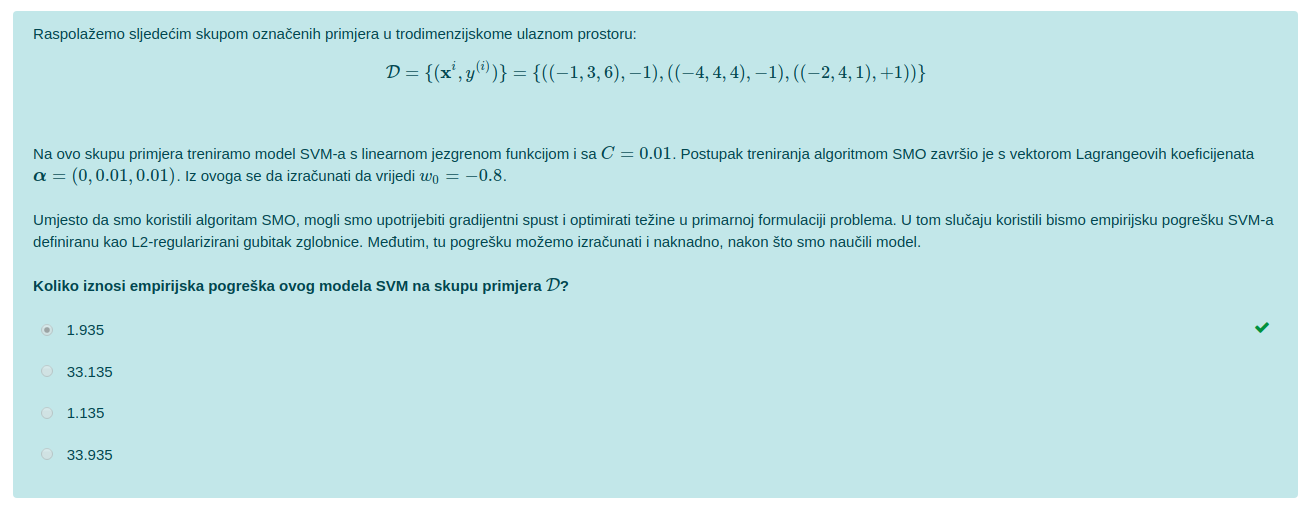 Raspolažemo sljedećim skupom označenih primjera u trodimenzijskome ulaznom prostoru:
𝒟 = {(𝐱^i, y^(i))} = {((−1, 3, 6), −1), ((−4, 4, 4), −1), ((−2, 4, 1), +1))}
Na ovo skupu primjera treniramo model SVM-a s linearnom jezgrenom funkcijom i sa C = 0.01. Postupak treniranja algoritmom SMO završio je s vektorom Lagrangeovih koeficijenata
𝜶 = (0, 0.01, 0.01). Iz ovoga se da izračunati da vrijedi w₀ = −0.8.
Umjesto da smo koristili algoritam SMO, mogli smo upotrijebiti gradijentni spust i optimirati težine u primarnoj formulaciji problema. U tom slučaju koristili bismo empirijsku pogrešku SVM-a
definiranu kao L2-regularizirani gubitak zglobnice. Međutim, tu pogrešku možemo izračunati i naknadno, nakon što smo naučili model.
Koliko iznosi empirijska pogreška ovog modela SVM na skupu primjera 𝒟?
1.935
33.135
1.135
33.935